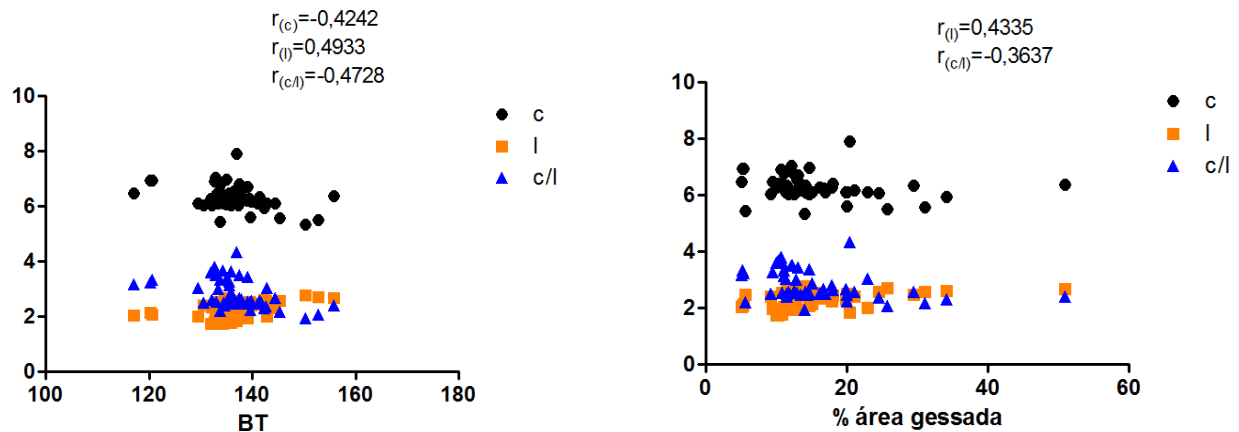 r(c)=-0,4242
r(l)=0,4933
r(c/l)=-0,4728
10
8
6
4
2
0
100
120
140
160
180
BT
c
l
c/l
r(l)=0,4335
r(c/l)=-0,3637
10
8
6
4
2
0
0
20
40
60
% área gessada
c
l
c/l